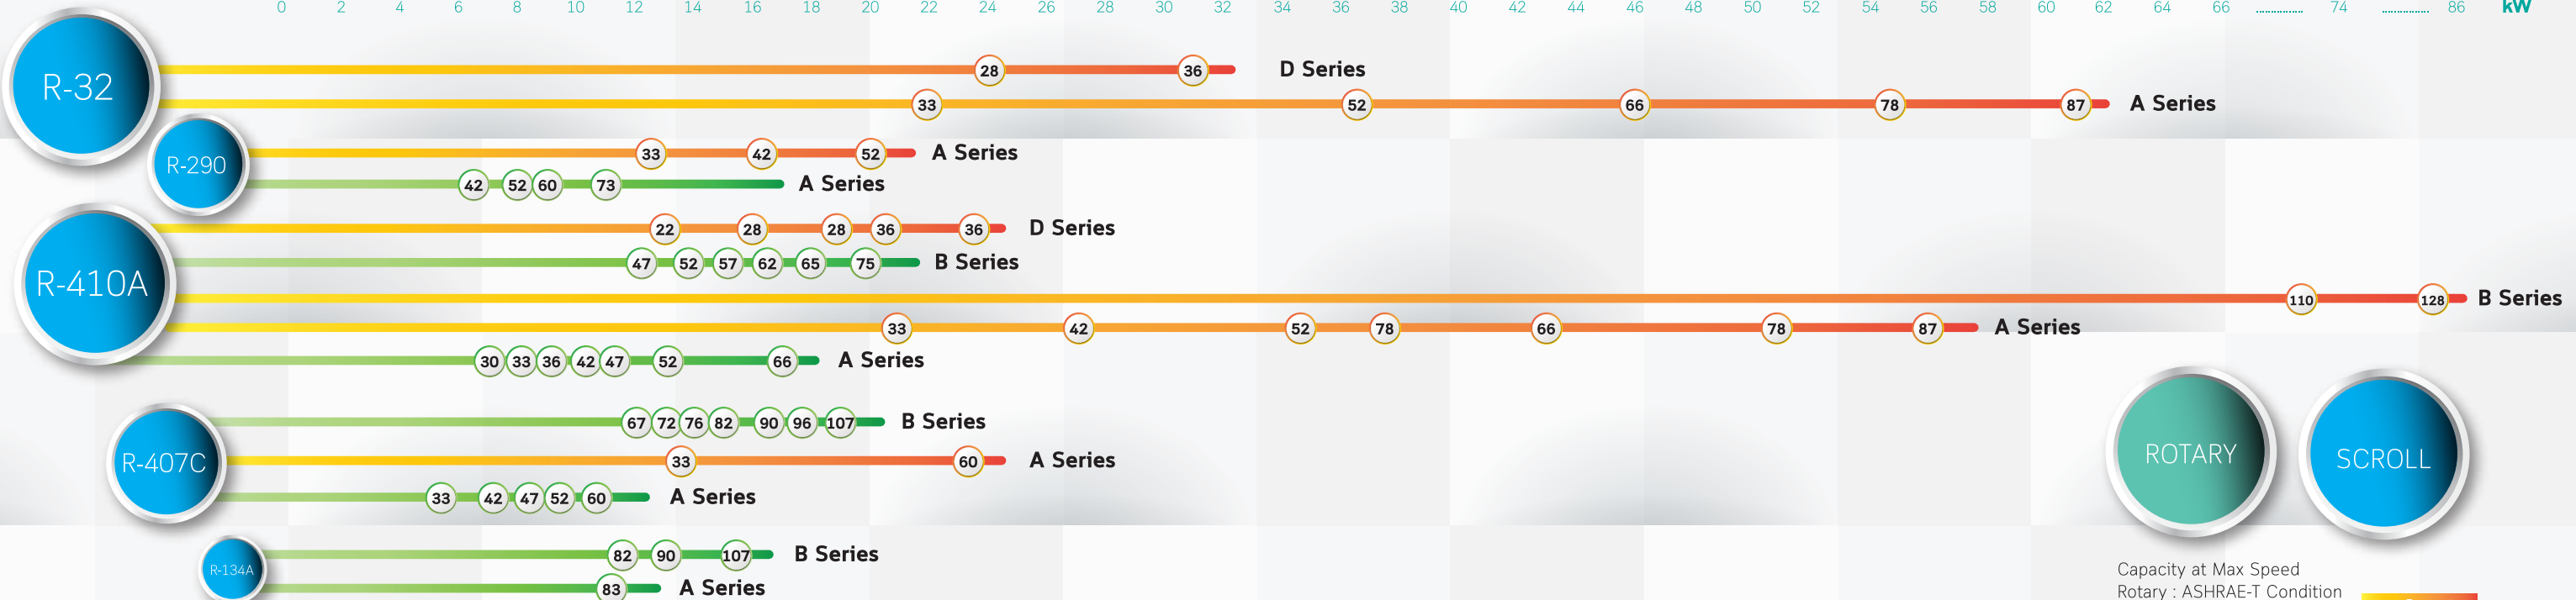 0 2 4 6 8 10 12 14 16 18 20 22 24 26 28 30 32 34 36 38 40 42 44 46 48 50 52 54 56 58 60 62 64 66 ............. 74 ............. 86 kW
28 36 D Series
R-32
33 52 66 78 87 A Series
33 42 52 A Series
R-290
42 52 60 73 A Series
22 28 28 36 36 D Series
47 52 57 62 65 75 B Series
R-410A
110 128 B Series
33 42 52 78 66 78 87 A Series
30 33 36 42 47 52 66 A Series
67 72 76 82 90 96 107 B Series
R-407C
33 60 A Series
ROTARY SCROLL
33 42 47 52 60 A Series
82 90 107 B Series
R-134A
83 A Series
Capacity at Max Speed
Rotary : ASHRAE-T Condition